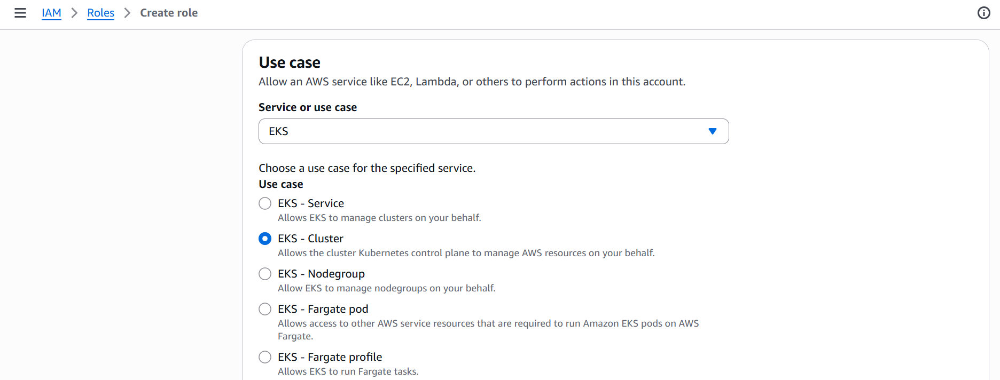 IAM > Roles > Create role
Use case
Allow an AWS service like EC2, Lambda, or others to perform actions in this account.
Service or use case
EKS
Choose a use case for the specified service.
Use case
EKS - Service
Allows EKS to manage clusters on your behalf.
EKS - Cluster
Allows the cluster Kubernetes control plane to manage AWS resources on your behalf.
EKS - Nodegroup
Allow EKS to manage nodegroups on your behalf.
EKS - Fargate pod
Allows access to other AWS service resources that are required to run Amazon EKS pods on AWS
Fargate.
EKS - Fargate profile
Allows EKS to run Fargate tasks.